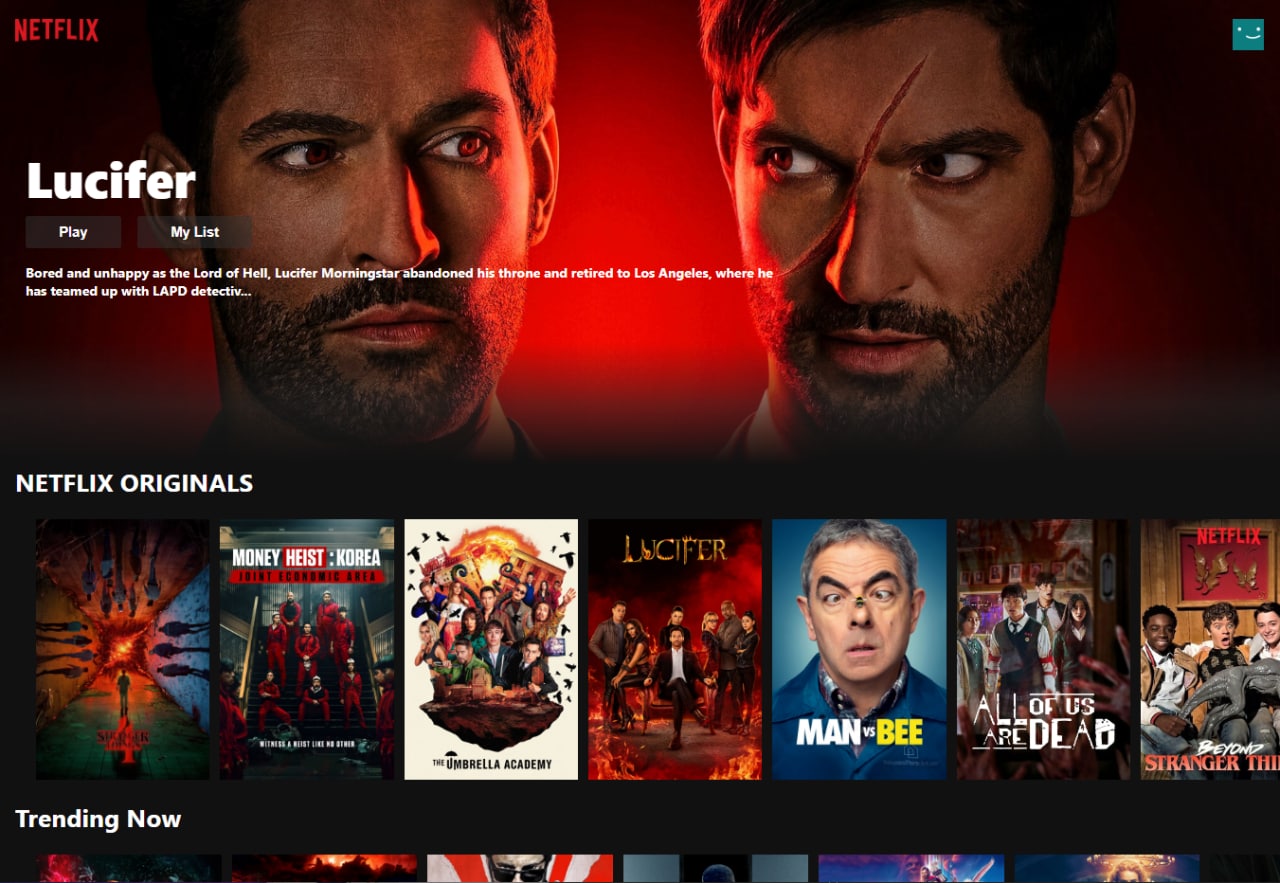 NETFLIX
Lucifer
Play
My List
Bored and unhappy as the Lord of Hell, Lucifer Morningstar abandoned his throne and retired to Los Angeles, where he
has teamed up with LAPD detectiv...
NETFLIX ORIGINALS
STRANGER
THINGS
4
MONEY HEIST : KOREA
JOINT ECONOMIC AREA
WITNESS A HEIST LIKE NO OTHER
THE UMBRELLA ACADEMY
LUCIFER
MAN VS BEE
ALL OF US
ARE DEAD
NETFLIX
BEYOND
STRANGER THI
Trending Now